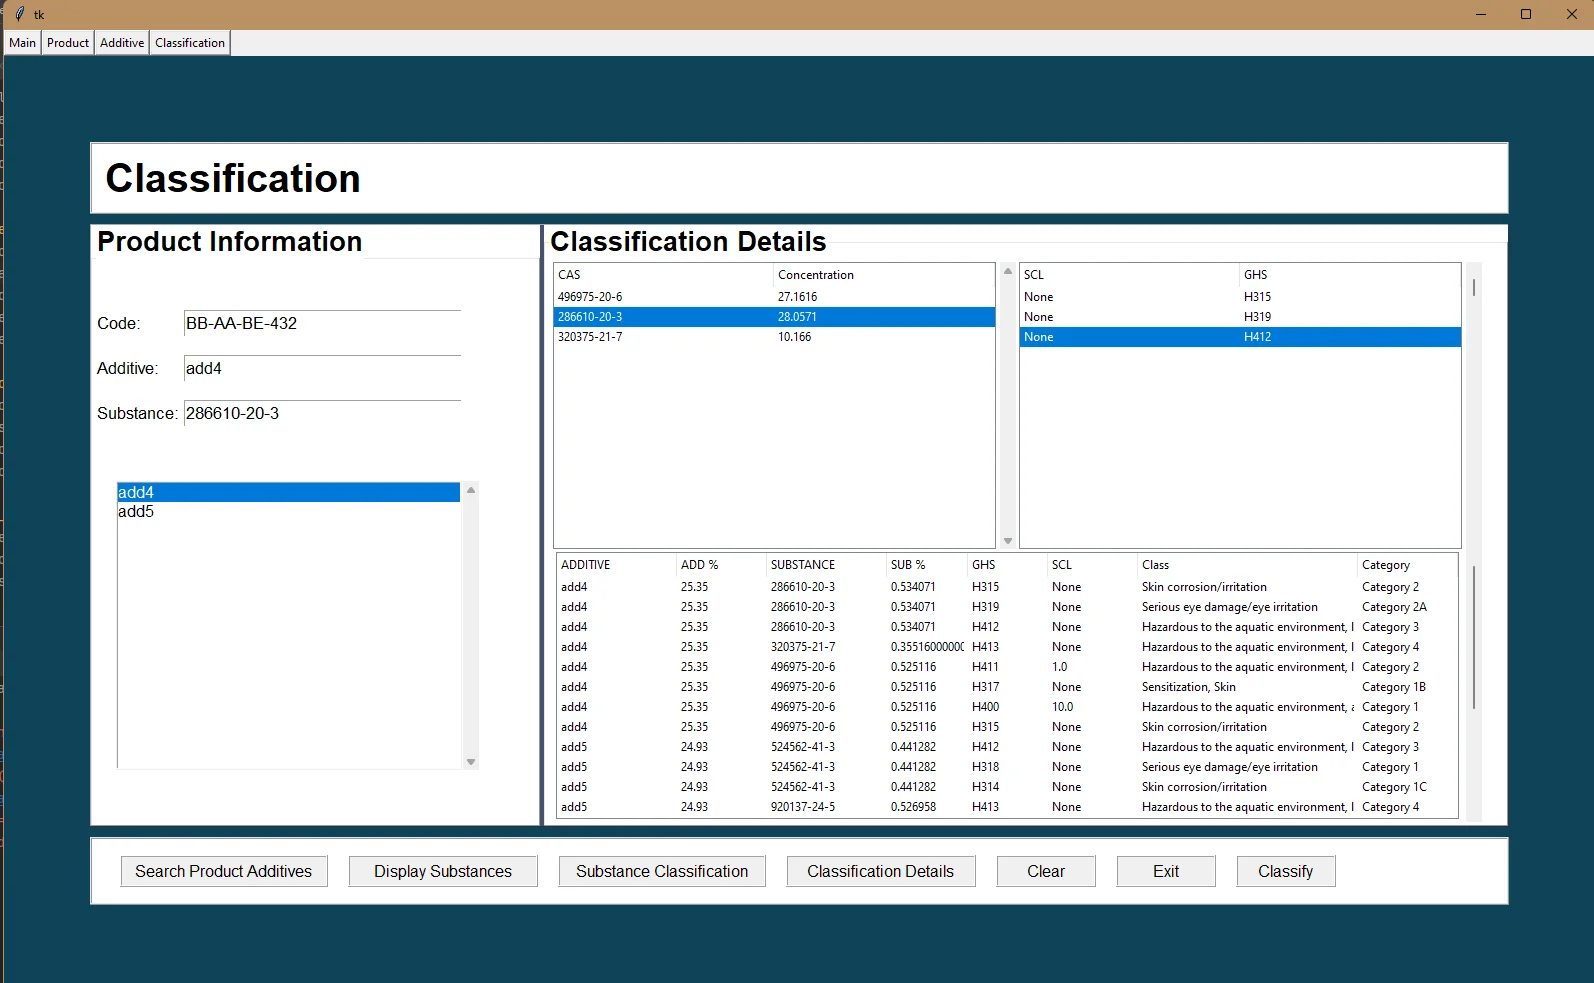 tk
Main Product Additive Classification
Classification
Product Information
Code: BB-AA-BE-432
Additive: add4
Substance: 286610-20-3
add4
add5
Classification Details
CAS Concentration
496975-20-6 27.1616
286610-20-3 28.0571
320375-21-7 10.166
SCL GHS
None H315
None H319
None H412
ADDITIVE ADD % SUBSTANCE SUB % GHS SCL Class Category
add4 25.35 286610-20-3 0.534071 H315 None Skin corrosion/irritation Category 2
add4 25.35 286610-20-3 0.534071 H319 None Serious eye damage/eye irritation Category 2A
add4 25.35 286610-20-3 0.534071 H412 None Hazardous to the aquatic environment, Category 3
add4 25.35 320375-21-7 0.3551600000 H413 None Hazardous to the aquatic environment, Category 4
add4 25.35 496975-20-6 0.525116 H411 1.0 Hazardous to the aquatic environment, Category 2
add4 25.35 496975-20-6 0.525116 H317 None Sensitization, Skin Category 1B
add4 25.35 496975-20-6 0.525116 H400 10.0 Hazardous to the aquatic environment, Category 1
add4 25.35 496975-20-6 0.525116 H315 None Skin corrosion/irritation Category 2
add5 24.93 524562-41-3 0.441282 H412 None Hazardous to the aquatic environment, Category 3
add5 24.93 524562-41-3 0.441282 H318 None Serious eye damage/eye irritation Category 1
add5 24.93 524562-41-3 0.441282 H314 None Skin corrosion/irritation Category 1C
add5 24.93 920137-24-5 0.526958 H413 None Hazardous to the aquatic environment, Category 4
Search Product Additives Display Substances Substance Classification Classification Details Clear Exit Classify